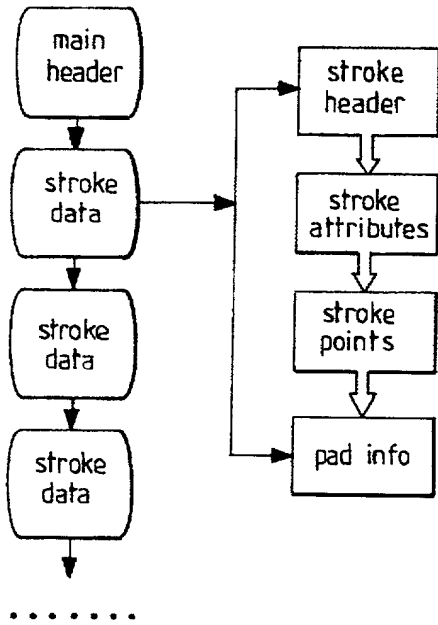 main
header
stroke
data
stroke
data
stroke
data
stroke
header
stroke
attributes
stroke
points
pad info